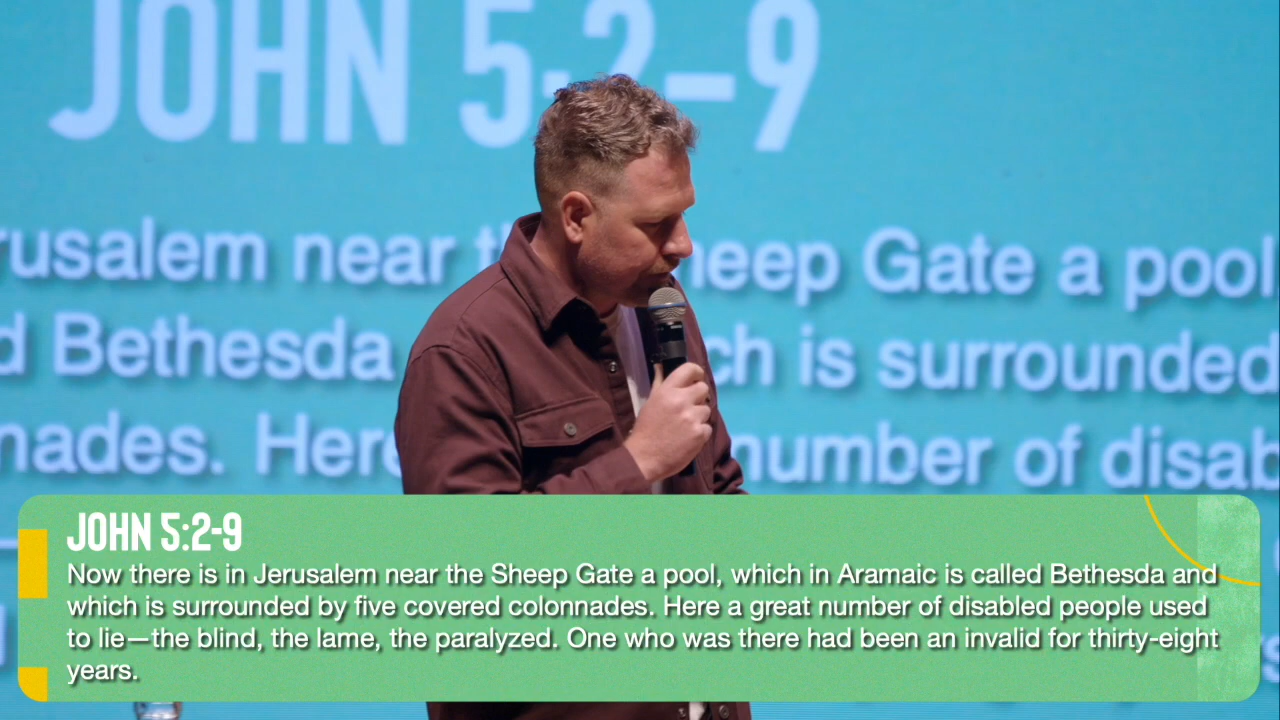 JOHN 5:2-9
rusalem near the Sheep Gate a pool,
d Bethesda which is surrounded
nades. Here number of disab
JOHN 5:2-9
Now there is in Jerusalem near the Sheep Gate a pool, which in Aramaic is called Bethesda and
which is surrounded by five covered colonnades. Here a great number of disabled people used
to lie—the blind, the lame, the paralyzed. One who was there had been an invalid for thirty-eight
years.